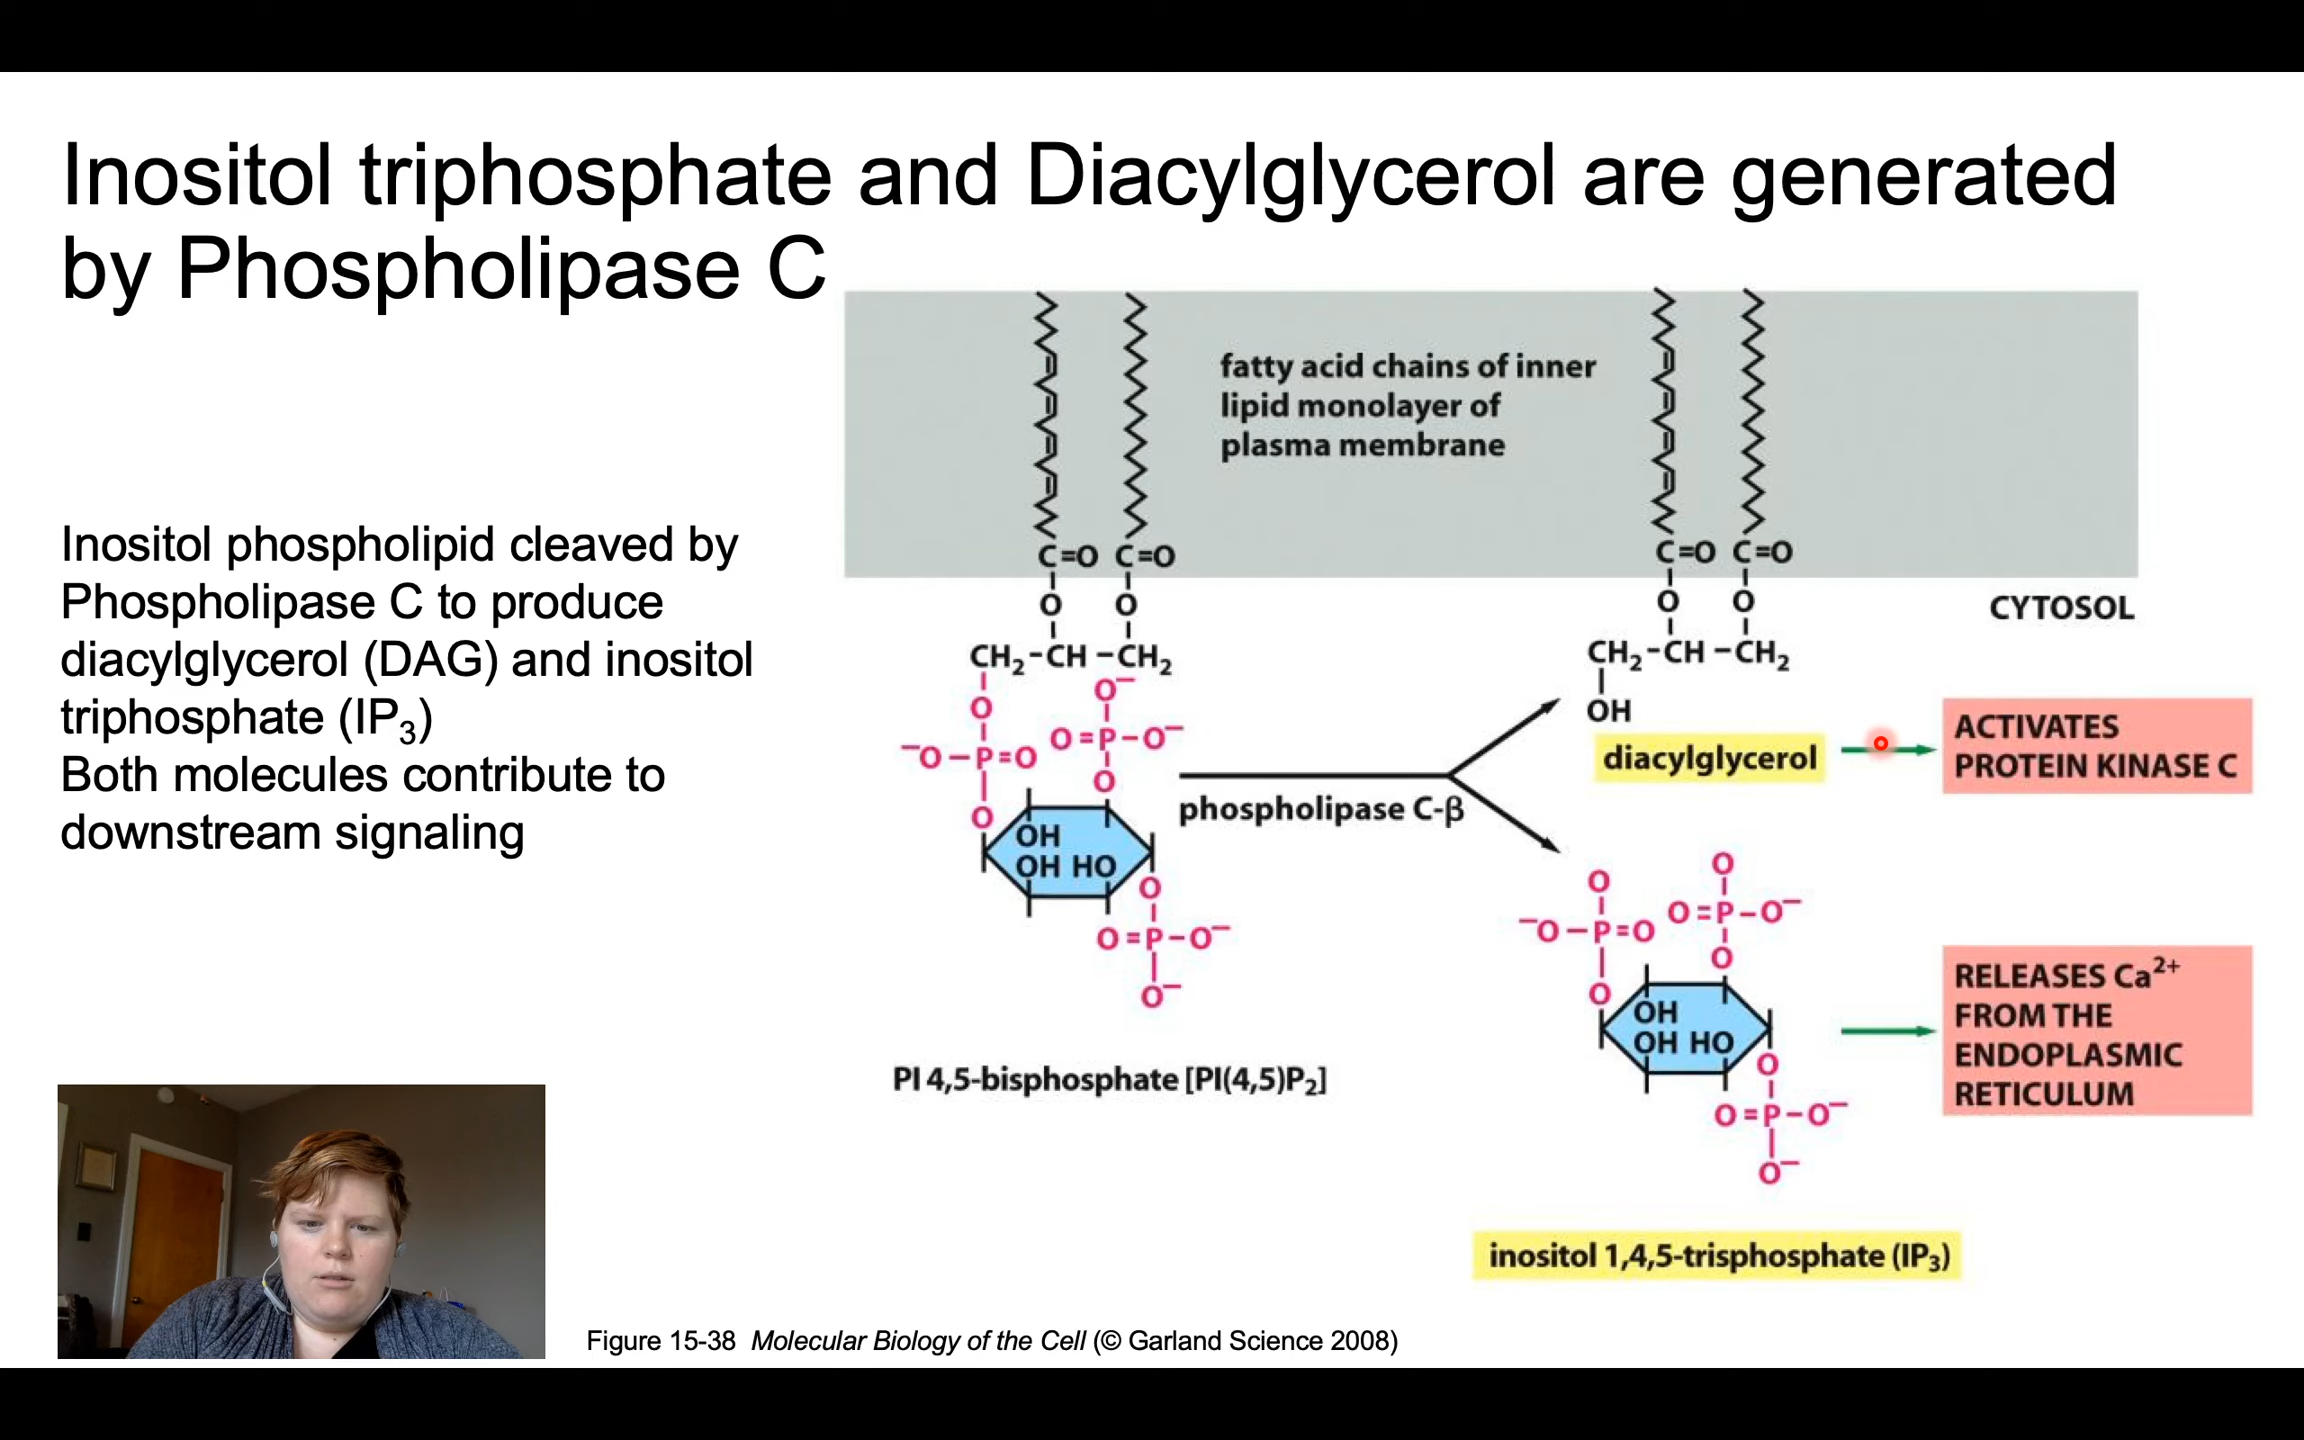 Inositol triphosphate and Diacylglycerol are generated
by Phospholipase C
Inositol phospholipid cleaved by
Phospholipase C to produce
diacylglycerol (DAG) and inositol
triphosphate (IP₃)
Both molecules contribute to
downstream signaling
fatty acid chains of inner
lipid monolayer of
plasma membrane
C=O C=O
O O
CH₂-CH-CH₂
O
⁻O-P=O
O
O⁻
O=P-O⁻
O
OH
OH HO
O
O=P-O⁻
O⁻
PI 4,5-bisphosphate [PI(4,5)P₂]
phospholipase C-β
C=O C=O
O O
CYTOSOL
CH₂-CH-CH₂
OH
diacylglycerol
ACTIVATES
PROTEIN KINASE C
O
⁻O-P=O
O
O
O=P-O⁻
O
OH
OH HO
O
O=P-O⁻
O⁻
RELEASES Ca²⁺
FROM THE
ENDOPLASMIC
RETICULUM
inositol 1,4,5-trisphosphate (IP₃)
Figure 15-38 Molecular Biology of the Cell (© Garland Science 2008)